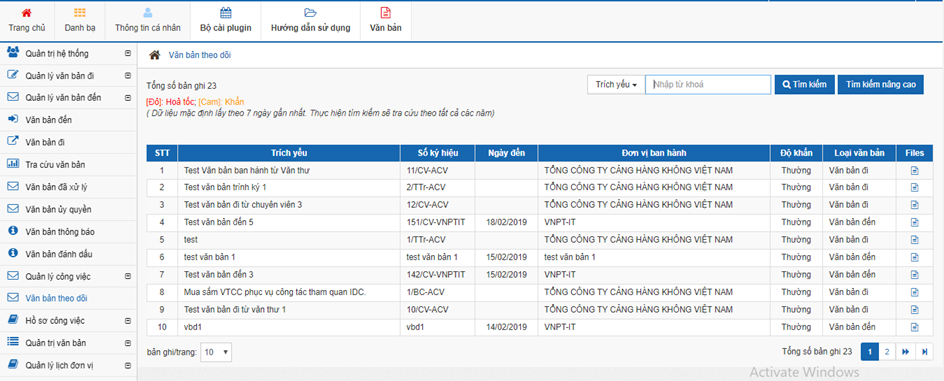 Trang chủ Danh bạ Thông tin cá nhân Bộ cài plugin Hướng dẫn sử dụng Văn bản
Quản trị hệ thống
Quản lý văn bản đi
Quản lý văn bản đến
Văn bản đến
Văn bản đi
Tra cứu văn bản
Văn bản đã xử lý
Văn bản ủy quyền
Văn bản thông báo
Văn bản đánh dấu
Quản lý công việc
Văn bản theo dõi
Hồ sơ công việc
Quản trị văn bản
Quản lý lịch đơn vị
Văn bản theo dõi
Tổng số bản ghi 23
Trích yếu Nhập từ khoá Tìm kiếm Tìm kiếm nâng cao
[Đỏ]: Hoả tốc; [Cam]: Khẩn
( Dữ liệu mặc định lấy theo 7 ngày gần nhất. Thực hiện tìm kiếm sẽ tra cứu theo tất cả các năm)
STT Trích yếu Số ký hiệu Ngày đến Đơn vị ban hành Độ khẩn Loại văn bản Files
1 Test Văn bản ban hành từ Văn thư 11/CV-ACV TỔNG CÔNG TY CẢNG HÀNG KHÔNG VIỆT NAM Thường Văn bản đi
2 Test văn bản trình ký 1 2/TTr-ACV TỔNG CÔNG TY CẢNG HÀNG KHÔNG VIỆT NAM Thường Văn bản đi
3 Test văn bản đi từ chuyên viên 3 12/CV-ACV TỔNG CÔNG TY CẢNG HÀNG KHÔNG VIỆT NAM Thường Văn bản đi
4 Test văn bản đến 5 151/CV-VNPTIT 18/02/2019 VNPT-IT Thường Văn bản đến
5 test 1/TTr-ACV TỔNG CÔNG TY CẢNG HÀNG KHÔNG VIỆT NAM Thường Văn bản đi
6 test văn bản 1 test văn bản 1 15/02/2019 test văn bản 1 Thường Văn bản đến
7 Test văn bản đến 3 142/CV-VNPTIT 15/02/2019 VNPT-IT Thường Văn bản đến
8 Mua sắm VTCC phục vụ công tác tham quan IDC. 1/BC-ACV TỔNG CÔNG TY CẢNG HÀNG KHÔNG VIỆT NAM Thường Văn bản đi
9 Test văn bản đi từ văn thư 1 10/CV-ACV TỔNG CÔNG TY CẢNG HÀNG KHÔNG VIỆT NAM Thường Văn bản đi
10 vbd1 vbd1 14/02/2019 VNPT-IT Thường Văn bản đến
bản ghi/trang: 10 Tổng số bản ghi 23 1 2
Activate Windows